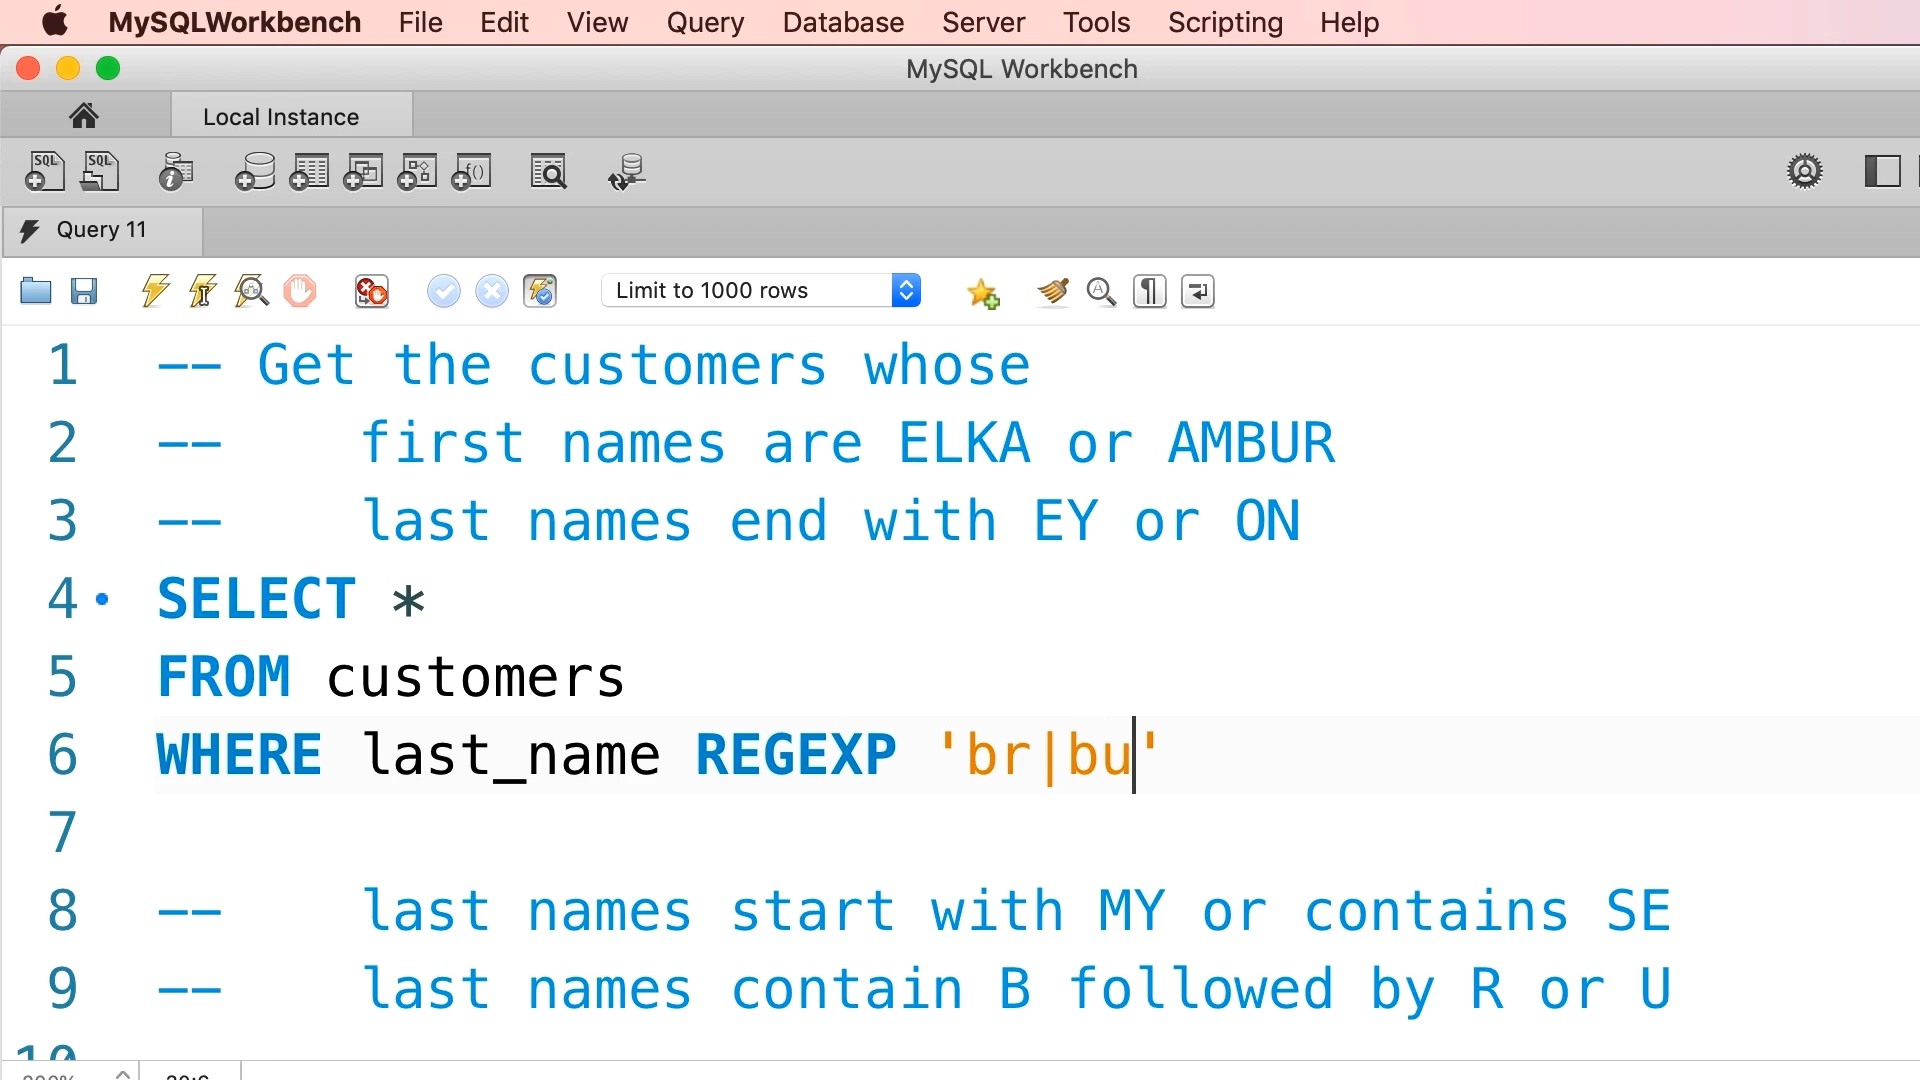 MySQLWorkbench File Edit View Query Database Server Tools Scripting Help
MySQL Workbench
Local Instance
SQL SQL f()
Query 11
Limit to 1000 rows
1 -- Get the customers whose
2 -- first names are ELKA or AMBUR
3 -- last names end with EY or ON
4 SELECT *
5 FROM customers
6 WHERE last_name REGEXP 'br|bu'
7
8 -- last names start with MY or contains SE
9 -- last names contain B followed by R or U
10